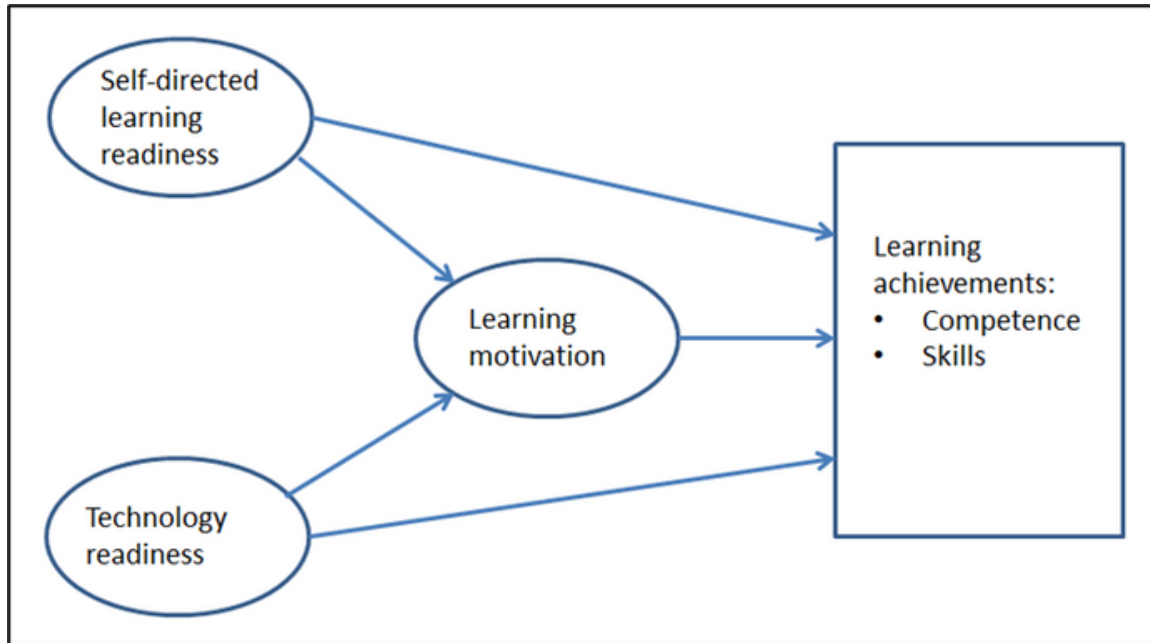 Self-directed
learning
readiness
Learning
motivation
Technology
readiness
Learning
achievements:
• Competence
• Skills